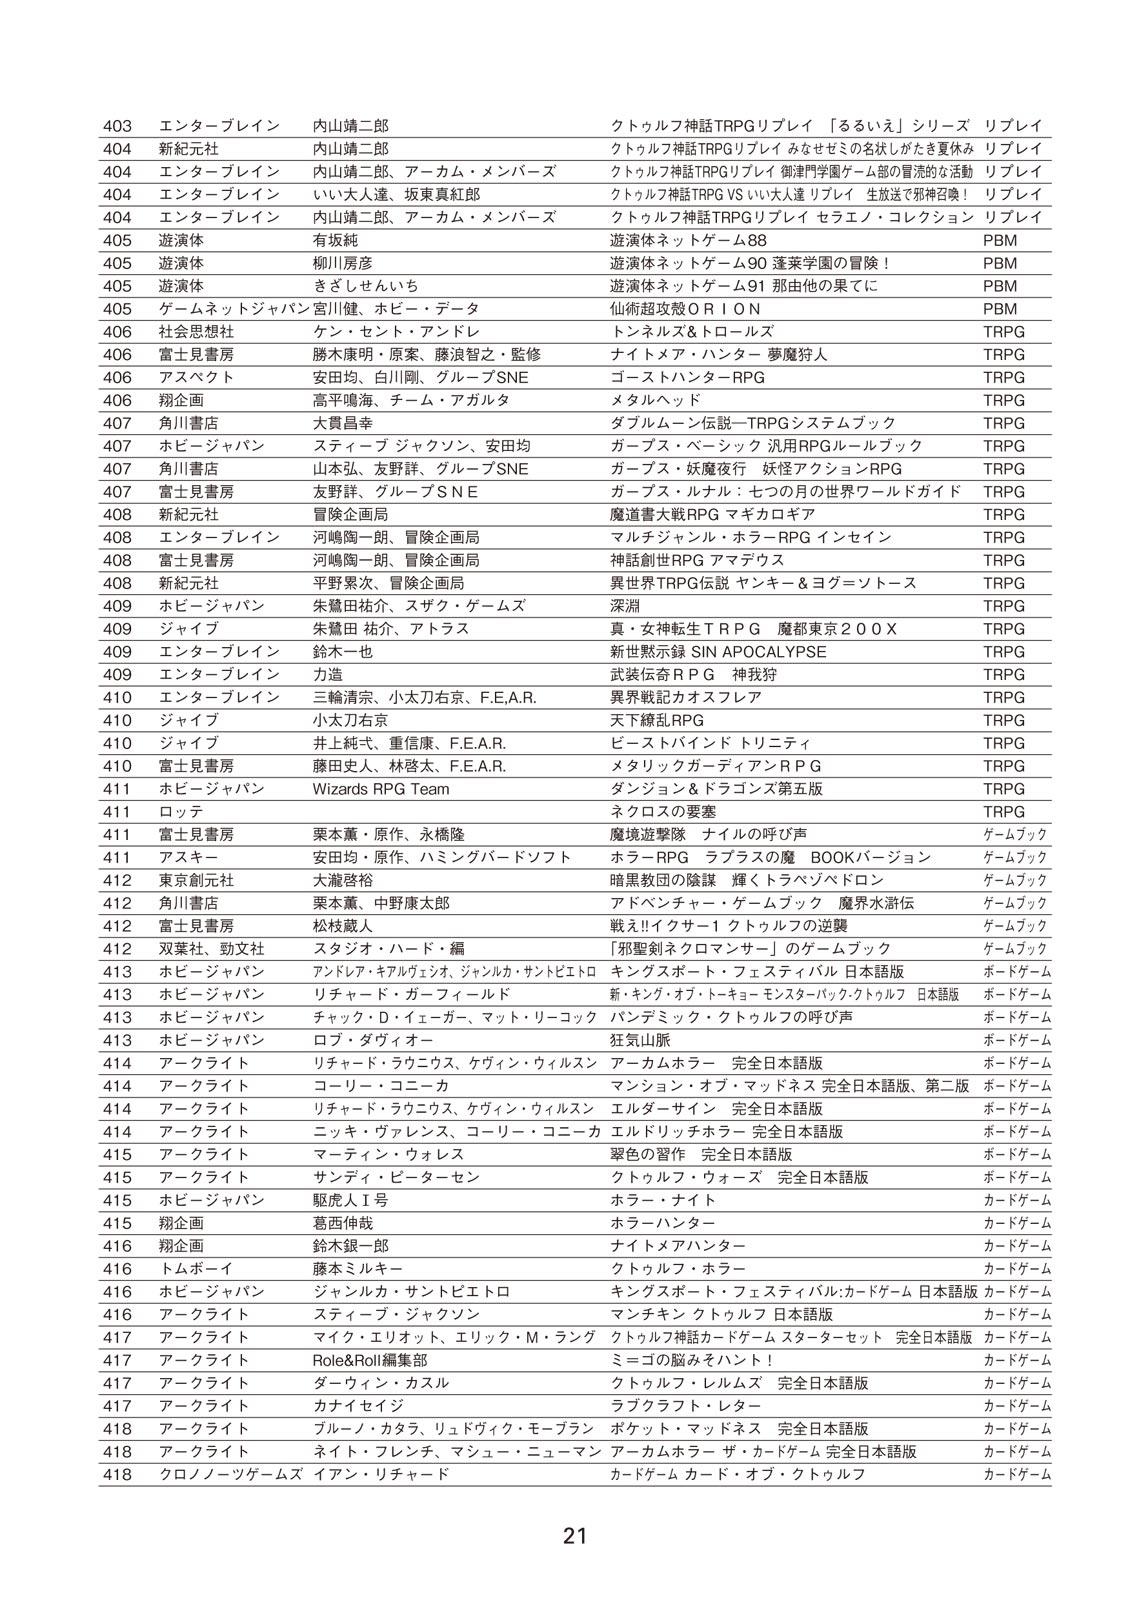 403 エンターブレイン 内山靖二郎 クトゥルフ神話TRPGリプレイ 「るるいえ」シリーズ リプレイ
404 新紀元社 内山靖二郎 クトゥルフ神話TRPGリプレイ みなせゼミの名状しがたき夏休み リプレイ
404 エンターブレイン 内山靖二郎、アーカム・メンバーズ クトゥルフ神話TRPGリプレイ 御津門学園ゲーム部の冒涜的な活動 リプレイ
404 エンターブレイン いい大人達、坂東真紅郎 クトゥルフ神話TRPG VS いい大人達 リプレイ 生放送で邪神召喚！ リプレイ
404 エンターブレイン 内山靖二郎、アーカム・メンバーズ クトゥルフ神話TRPGリプレイ セラエノ・コレクション リプレイ
405 遊演体 有坂純 遊演体ネットゲーム88 PBM
405 遊演体 柳川房彦 遊演体ネットゲーム90 蓬莱学園の冒険！ PBM
405 遊演体 きざしせんいち 遊演体ネットゲーム91 那由他の果てに PBM
405 ゲームネットジャパン 宮川健、ホビー・データ 仙術超攻殻ＯＲＩＯＮ PBM
406 社会思想社 ケン・セント・アンドレ トンネルズ&トロールズ TRPG
406 富士見書房 勝木康明・原案、藤浪智之・監修 ナイトメア・ハンター 夢魔狩人 TRPG
406 アスペクト 安田均、白川剛、グループSNE ゴーストハンターRPG TRPG
406 翔企画 高平鳴海、チーム・アガルタ メタルヘッド TRPG
407 角川書店 大貫昌幸 ダブルムーン伝説―TRPGシステムブック TRPG
407 ホビージャパン スティーブ ジャクソン、安田均 ガープス・ベーシック 汎用RPGルールブック TRPG
407 角川書店 山本弘、友野詳、グループSNE ガープス・妖魔夜行 妖怪アクションRPG TRPG
407 富士見書房 友野詳、グループＳＮＥ ガープス・ルナル：七つの月の世界ワールドガイド TRPG
408 新紀元社 冒険企画局 魔道書大戦RPG マギカロギア TRPG
408 エンターブレイン 河嶋陶一朗、冒険企画局 マルチジャンル・ホラーRPG インセイン TRPG
408 富士見書房 河嶋陶一朗、冒険企画局 神話創世RPG アマデウス TRPG
408 新紀元社 平野累次、冒険企画局 異世界TRPG伝説 ヤンキー＆ヨグ＝ソトース TRPG
409 ホビージャパン 朱鷺田祐介、スザク・ゲームズ 深淵 TRPG
409 ジャイブ 朱鷺田 祐介、アトラス 真・女神転生ＴＲＰＧ 魔都東京２００Ｘ TRPG
409 エンターブレイン 鈴木一也 新世黙示録 SIN APOCALYPSE TRPG
409 エンターブレイン 力造 武装伝奇ＲＰＧ 神我狩 TRPG
410 エンターブレイン 三輪清宗、小太刀右京、F.E,A.R. 異界戦記カオスフレア TRPG
410 ジャイブ 小太刀右京 天下繚乱RPG TRPG
410 ジャイブ 井上純弌、重信康、F.E.A.R. ビーストバインド トリニティ TRPG
410 富士見書房 藤田史人、林啓太、F.E.A.R. メタリックガーディアンＲＰＧ TRPG
411 ホビージャパン Wizards RPG Team ダンジョン＆ドラゴンズ第五版 TRPG
411 ロッテ ネクロスの要塞 TRPG
411 富士見書房 栗本薫・原作、永橋隆 魔境遊撃隊 ナイルの呼び声 ゲームブック
411 アスキー 安田均・原作、ハミングバードソフト ホラーRPG ラプラスの魔 BOOKバージョン ゲームブック
412 東京創元社 大瀧啓裕 暗黒教団の陰謀 輝くトラペゾヘドロン ゲームブック
412 角川書店 栗本薫、中野康太郎 アドベンチャー・ゲームブック 魔界水滸伝 ゲームブック
412 富士見書房 松枝蔵人 戦え!!イクサー1 クトゥルフの逆襲 ゲームブック
412 双葉社、勁文社 スタジオ・ハード・編 「邪聖剣ネクロマンサー」のゲームブック ゲームブック
413 ホビージャパン アンドレア・キアルヴェシオ、ジャンルカ・サントピエトロ キングスポート・フェスティバル 日本語版 ボードゲーム
413 ホビージャパン リチャード・ガーフィールド 新・キング・オブ・トーキョー モンスターパック-クトゥルフ 日本語版 ボードゲーム
413 ホビージャパン チャック・D・イェーガー、マット・リーコック パンデミック・クトゥルフの呼び声 ボードゲーム
413 ホビージャパン ロブ・ダヴィオー 狂気山脈 ボードゲーム
414 アークライト リチャード・ラウニウス、ケヴィン・ウィルスン アーカムホラー 完全日本語版 ボードゲーム
414 アークライト コーリー・コニーカ マンション・オブ・マッドネス 完全日本語版、第二版 ボードゲーム
414 アークライト リチャード・ラウニウス、ケヴィン・ウィルスン エルダーサイン 完全日本語版 ボードゲーム
414 アークライト ニッキ・ヴァレンス、コーリー・コニーカ エルドリッチホラー 完全日本語版 ボードゲーム
415 アークライト マーティン・ウォレス 翠色の習作 完全日本語版 ボードゲーム
415 アークライト サンディ・ピーターセン クトゥルフ・ウォーズ 完全日本語版 ボードゲーム
415 ホビージャパン 駆虎人Ｉ号 ホラー・ナイト カードゲーム
415 翔企画 葛西伸哉 ホラーハンター カードゲーム
416 翔企画 鈴木銀一郎 ナイトメアハンター カードゲーム
416 トムボーイ 藤本ミルキー クトゥルフ・ホラー カードゲーム
416 ホビージャパン ジャンルカ・サントピエトロ キングスポート・フェスティバル:カードゲーム 日本語版 カードゲーム
416 アークライト スティーブ・ジャクソン マンチキン クトゥルフ 日本語版 カードゲーム
417 アークライト マイク・エリオット、エリック・M・ラング クトゥルフ神話カードゲーム スターターセット 完全日本語版 カードゲーム
417 アークライト Role&Roll編集部 ミ＝ゴの脳みそハント！ カードゲーム
417 アークライト ダーウィン・カスル クトゥルフ・レルムズ 完全日本語版 カードゲーム
417 アークライト カナイセイジ ラブクラフト・レター カードゲーム
418 アークライト ブルーノ・カタラ、リュドヴィク・モーブラン ポケット・マッドネス 完全日本語版 カードゲーム
418 アークライト ネイト・フレンチ、マシュー・ニューマン アーカムホラー ザ・カードゲーム 完全日本語版 カードゲーム
418 クロノノーツゲームズ イアン・リチャード カードゲーム カード・オブ・クトゥルフ カードゲーム
21